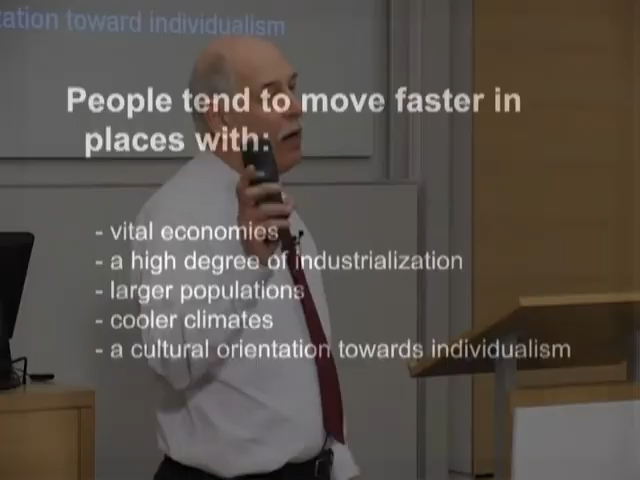 tation toward individualism
People tend to move faster in
places with:
- vital economies
- a high degree of industrialization
- larger populations
- cooler climates
- a cultural orientation towards individualism